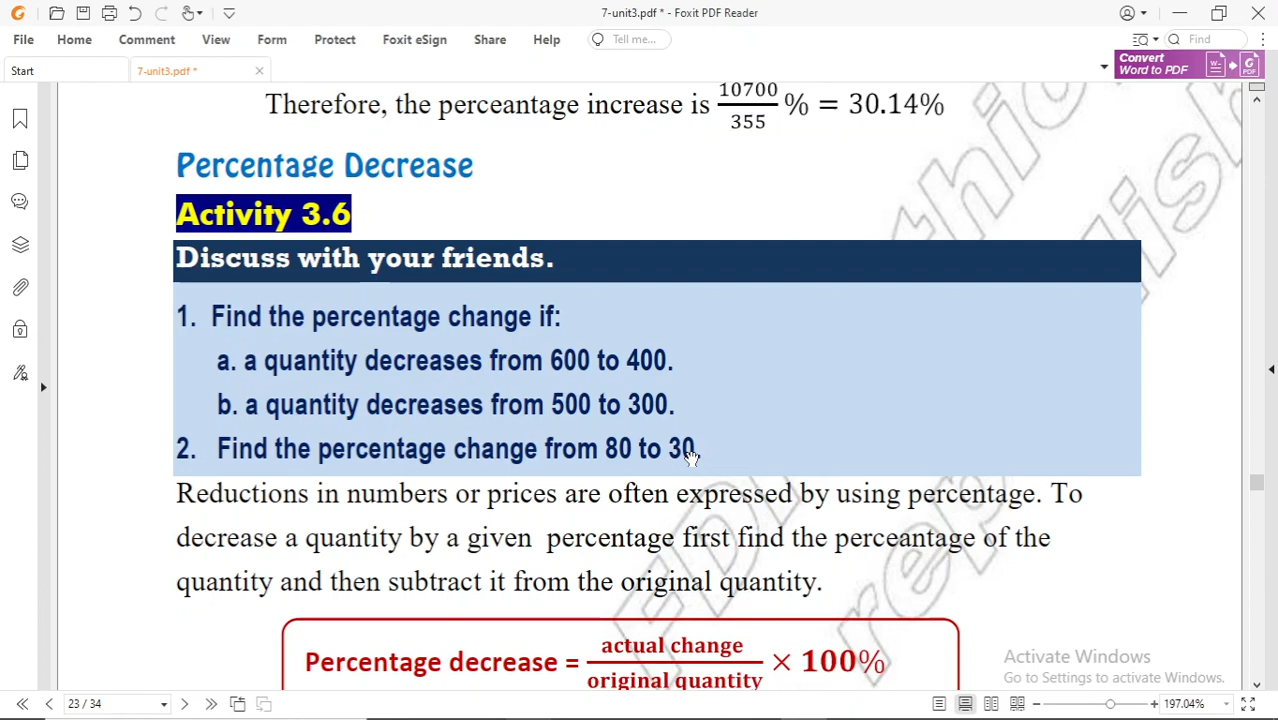 7-unit3.pdf * - Foxit PDF Reader
File Home Comment View Form Protect Foxit eSign Share Help Tell me... Find
Start 7-unit3.pdf * Convert Word to PDF
Therefore, the perceantage increase is 10700/355 % = 30.14%
Percentage Decrease
Activity 3.6
Discuss with your friends.
1. Find the percentage change if:
a. a quantity decreases from 600 to 400.
b. a quantity decreases from 500 to 300.
2. Find the percentage change from 80 to 30.
Reductions in numbers or prices are often expressed by using percentage. To
decrease a quantity by a given percentage first find the perceantage of the
quantity and then subtract it from the original quantity.
Percentage decrease = actual change/original quantity × 100%
Activate Windows
Go to Settings to activate Windows.
23 / 34 197.04%